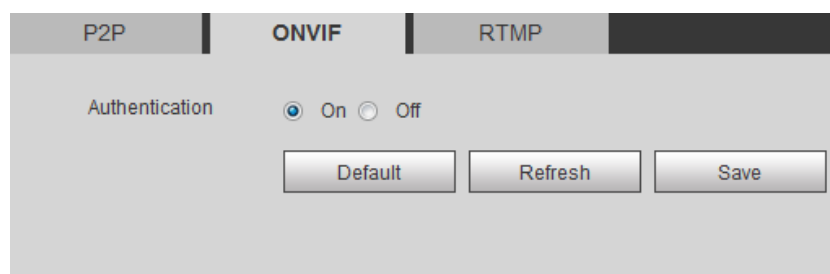 P2P ONVIF RTMP
Authentication On Off
Default Refresh Save